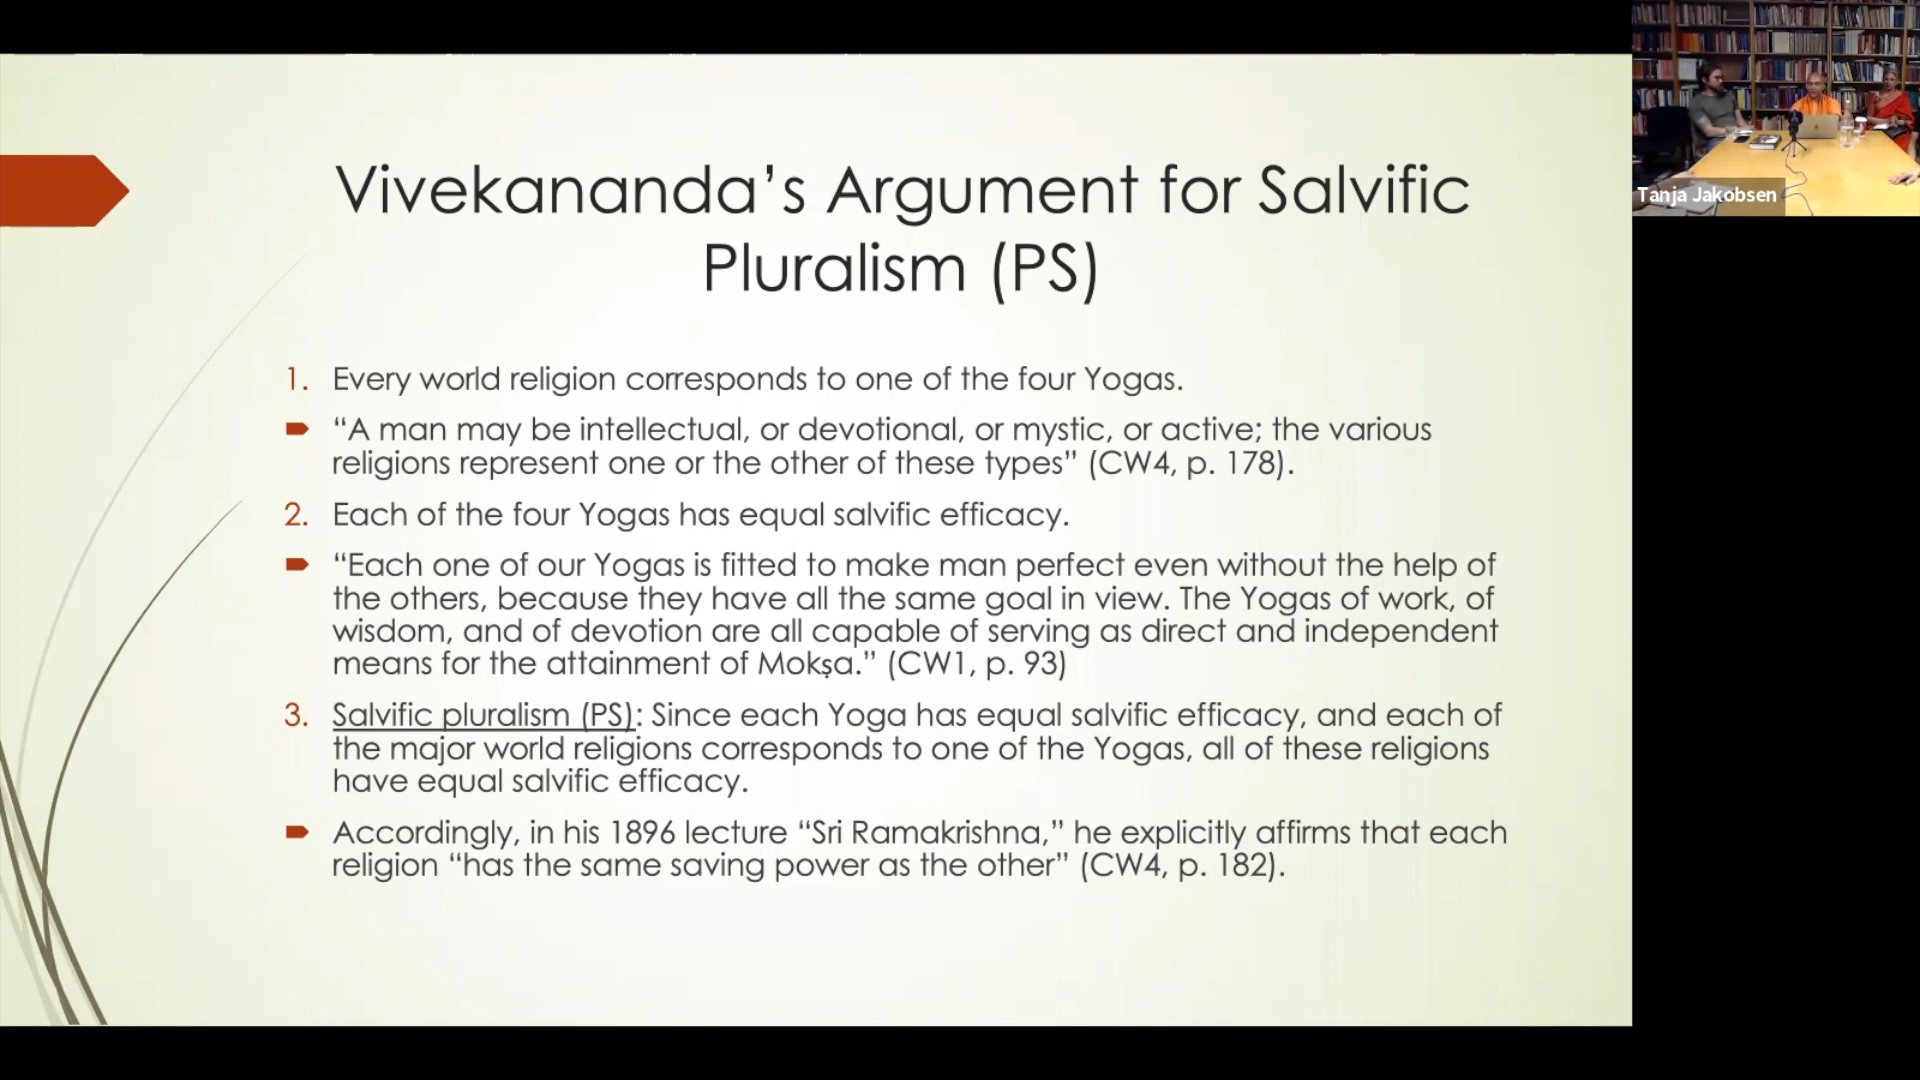 Vivekananda’s Argument for Salvific
Pluralism (PS)
1. Every world religion corresponds to one of the four Yogas.
“A man may be intellectual, or devotional, or mystic, or active; the various
religions represent one or the other of these types” (CW4, p. 178).
2. Each of the four Yogas has equal salvific efficacy.
“Each one of our Yogas is fitted to make man perfect even without the help of
the others, because they have all the same goal in view. The Yogas of work, of
wisdom, and of devotion are all capable of serving as direct and independent
means for the attainment of Mokṣa.” (CW1, p. 93)
3. Salvific pluralism (PS): Since each Yoga has equal salvific efficacy, and each of
the major world religions corresponds to one of the Yogas, all of these religions
have equal salvific efficacy.
Accordingly, in his 1896 lecture “Sri Ramakrishna,” he explicitly affirms that each
religion “has the same saving power as the other” (CW4, p. 182).
Tanja Jakobsen